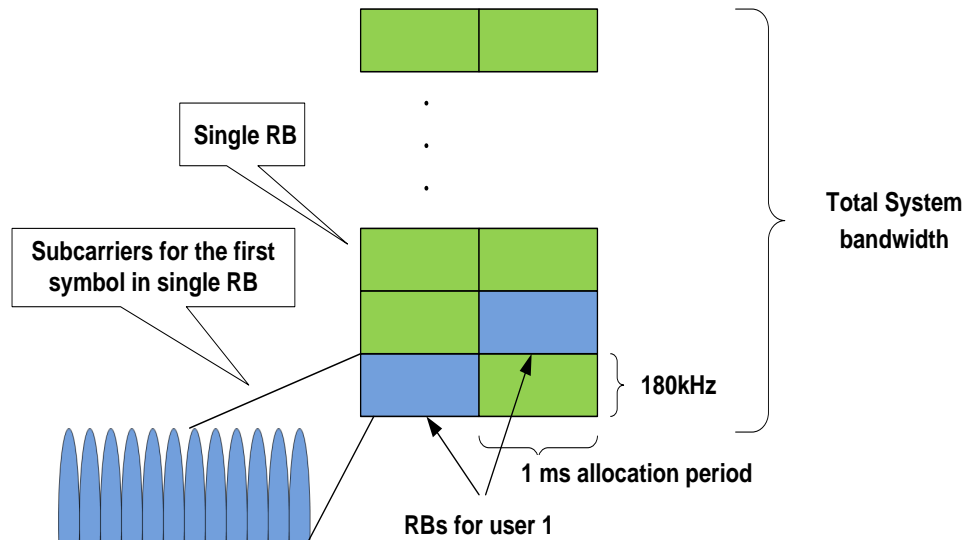 Single RB
Subcarriers for the first
symbol in single RB
Total System
bandwidth
180kHz
1 ms allocation period
RBs for user 1